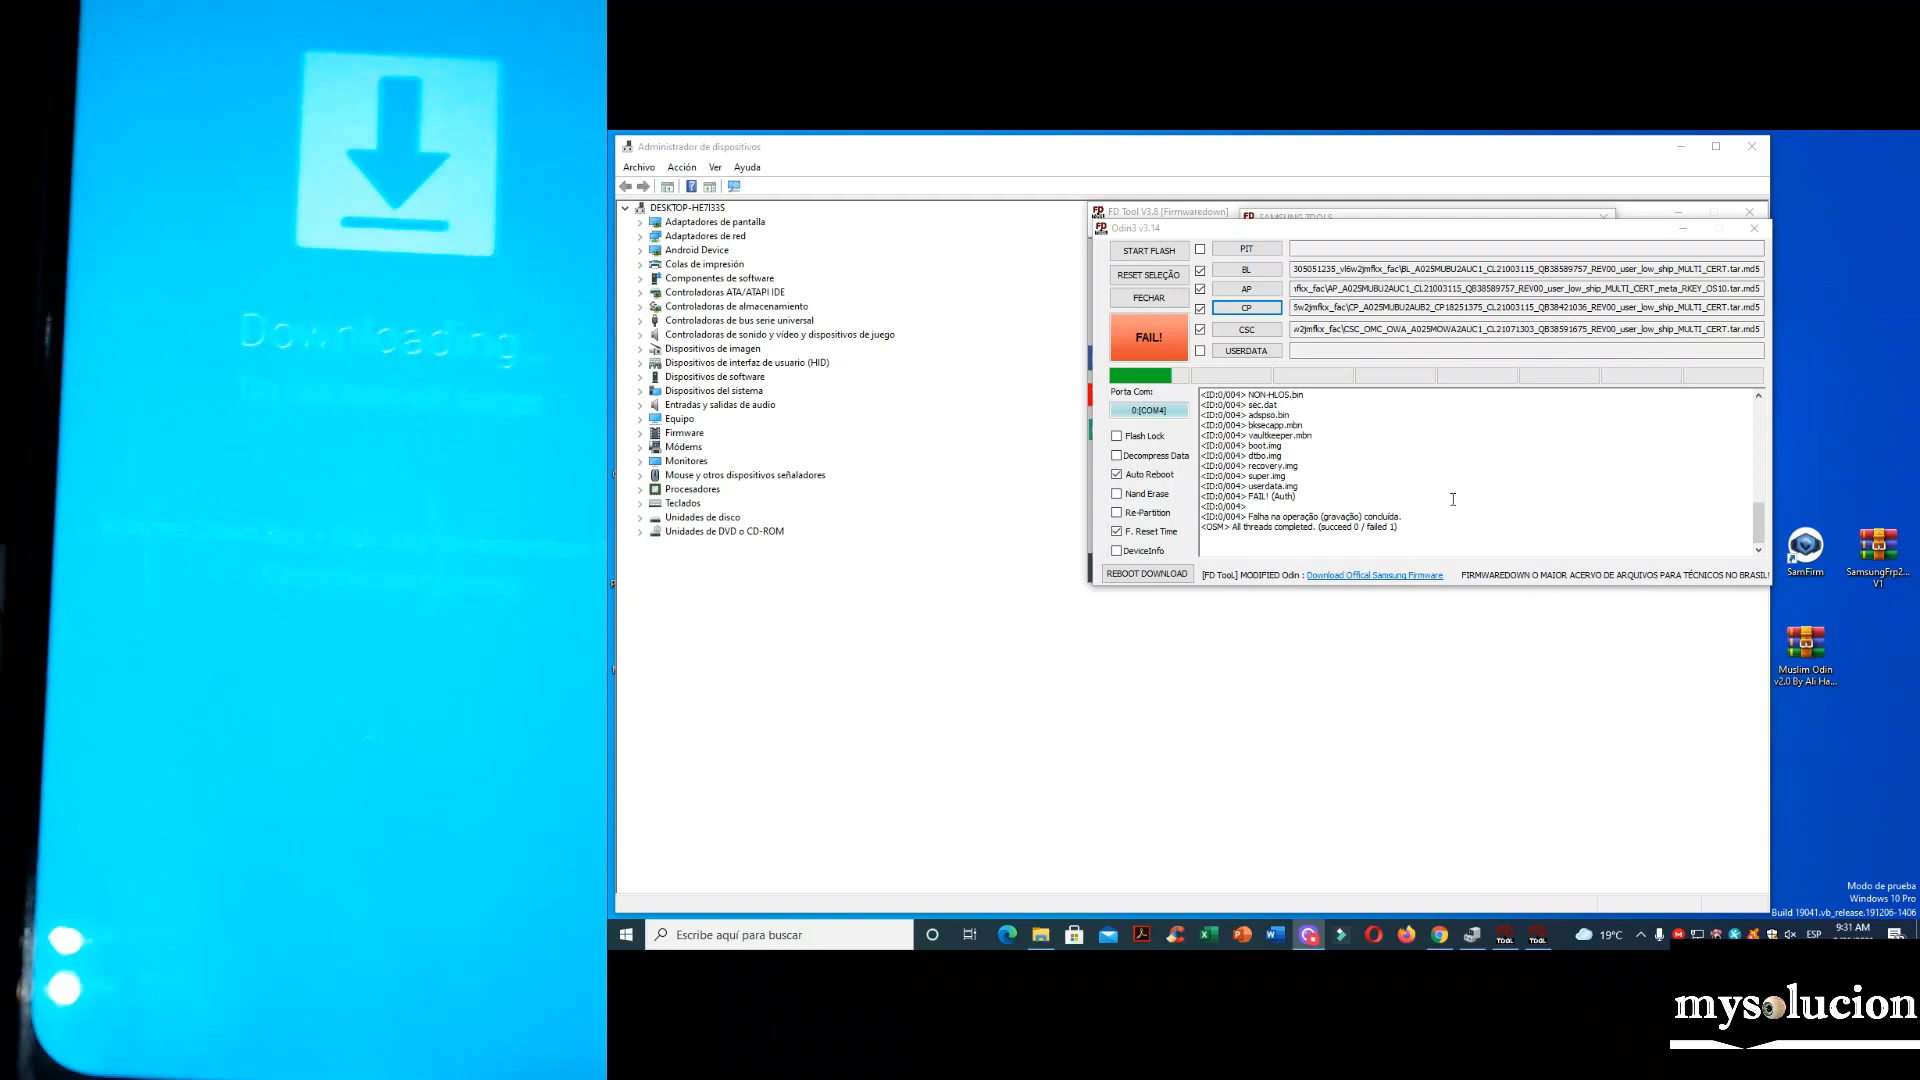 Downloading...
Administrador de dispositivos
Archivo Acción Ver Ayuda
DESKTOP-HE7I33S
Adaptadores de pantalla
Adaptadores de red
Android Device
Colas de impresión
Componentes de software
Controladoras ATA/ATAPI IDE
Controladoras de almacenamiento
Controladoras de bus serie universal
Controladoras de sonido y vídeo y dispositivos de juego
Dispositivos de imagen
Dispositivos de interfaz de usuario (HID)
Dispositivos de software
Dispositivos del sistema
Entradas y salidas de audio
Equipo
Firmware
Módems
Monitores
Mouse y otros dispositivos señaladores
Procesadores
Teclados
Unidades de disco
Unidades de DVD o CD-ROM
FD Tool V3.8 [Firmwaredown]
SAMSUNG TOOLS
Odin3 v3.14
START FLASH
RESET SELEÇÃO
FECHAR
FAIL!
PIT
BL 305051235_vl6w2jmfkx_fac\BL_A025MUBU2AUC1_CL21003115_QB38589757_REV00_user_low_ship_MULTI_CERT.tar.md5
AP fkx_fac\AP_A025MUBU2AUC1_CL21003115_QB38589757_REV00_user_low_ship_MULTI_CERT_meta_RKEY_OS10.tar.md5
CP 6w2jmfkx_fac\CP_A025MUBU2AUB2_CP18251375_CL21003115_QB38421036_REV00_user_low_ship_MULTI_CERT.tar.md5
CSC w2jmfkx_fac\CSC_OMC_OWA_A025MOWA2AUC1_CL21071303_QB38591675_REV00_user_low_ship_MULTI_CERT.tar.md5
USERDATA
Porta Com:
0:[COM4]
Flash Lock
Decompress Data
Auto Reboot
Nand Erase
Re-Partition
F. Reset Time
DeviceInfo
REBOOT DOWNLOAD
<ID:0/004> NON-HLOS.bin
<ID:0/004> sec.dat
<ID:0/004> adspso.bin
<ID:0/004> bksecapp.mbn
<ID:0/004> vaultkeeper.mbn
<ID:0/004> boot.img
<ID:0/004> dtbo.img
<ID:0/004> recovery.img
<ID:0/004> super.img
<ID:0/004> userdata.img
<ID:0/004> FAIL! (Auth)
<ID:0/004>
<ID:0/004> Falha na operação (gravação) concluída.
<OSM> All threads completed. (succeed 0 / failed 1)
[FD TooL] MODIFIED Odin : Download Offical Samsung Firmware FIRMWAREDOWN O MAIOR ACERVO DE ARQUIVOS PARA TÉCNICOS NO BRASIL!
SamFirm
SamsungFrp2...
V1
Muslim Odin
v2.0 By Ali Ha...
Modo de prueba
Windows 10 Pro
Build 19041.vb_release.191206-1406
Escribe aquí para buscar
FD
TOOL
FD
TOOL
19°C
ESP
9:31 AM
mysolucion